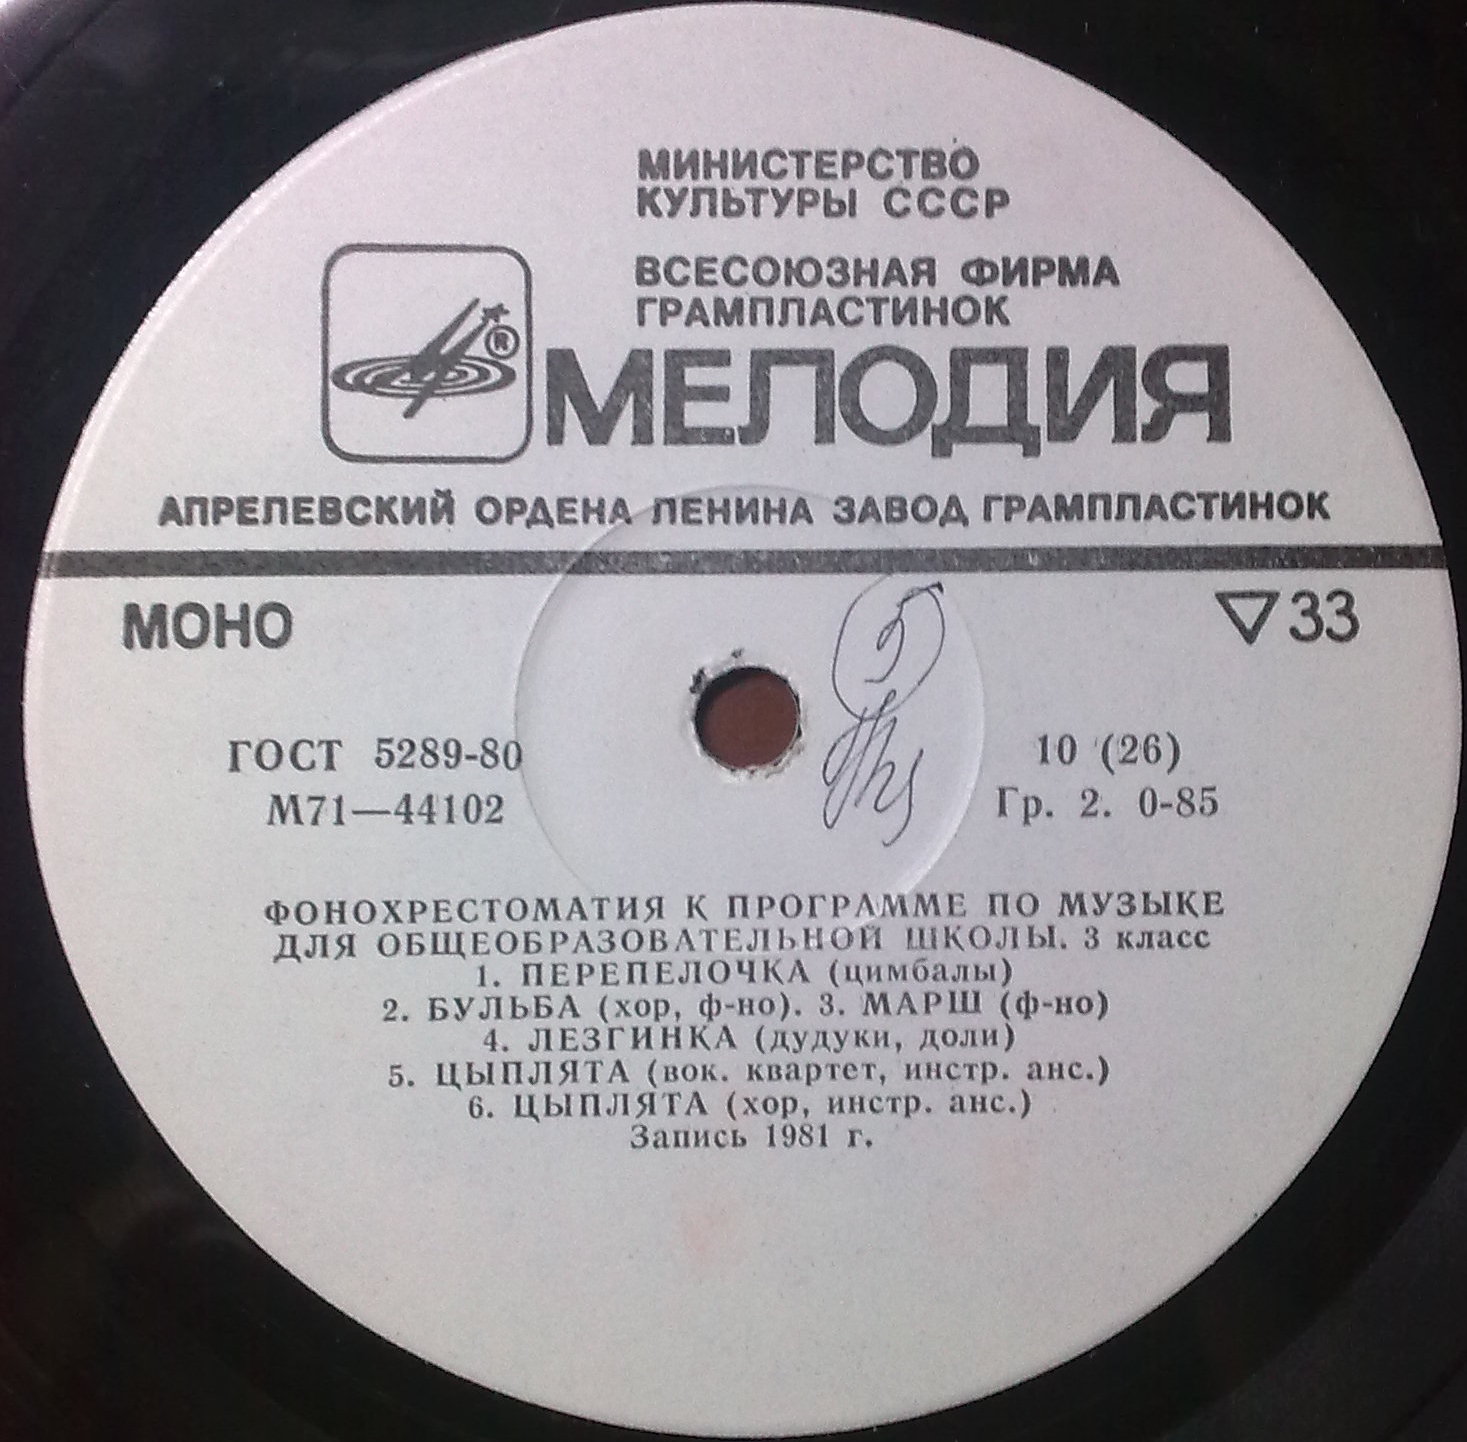 МИНИСТЕРСТВО
КУЛЬТУРЫ СССР
ВСЕСОЮЗНАЯ ФИРМА
ГРАМПЛАСТИНОК
®
МЕЛОДИЯ
АПРЕЛЕВСКИЙ ОРДЕНА ЛЕНИНА ЗАВОД ГРАМПЛАСТИНОК
МОНО
▽33
5
ГОСТ 5289-80
М71—44102
10 (26)
Гр. 2. 0-85
ФОНОХРЕСТОМАТИЯ К ПРОГРАММЕ ПО МУЗЫКЕ
ДЛЯ ОБЩЕОБРАЗОВАТЕЛЬНОЙ ШКОЛЫ. 3 класс
1. ПЕРЕПЕЛОЧКА (цимбалы)
2. БУЛЬБА (хор, ф-но). 3. МАРШ (ф-но)
4. ЛЕЗГИНКА (дудуки, доли)
5. ЦЫПЛЯТА (вок. квартет, инстр. анс.)
6. ЦЫПЛЯТА (хор, инстр. анс.)
Запись 1981 г.